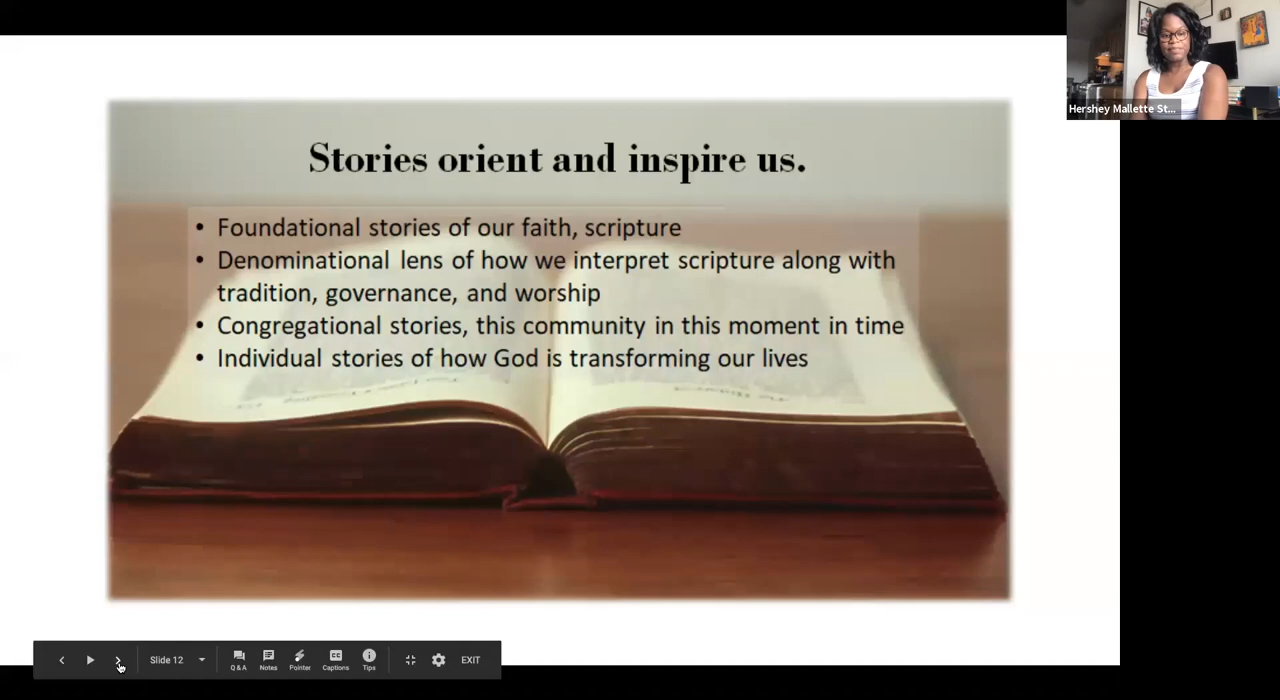 Hershey Mallette St...
Stories orient and inspire us.
• Foundational stories of our faith, scripture
• Denominational lens of how we interpret scripture along with
tradition, governance, and worship
• Congregational stories, this community in this moment in time
• Individual stories of how God is transforming our lives
Slide 12
Q & A
Notes
Pointer
Captions
Tips
EXIT